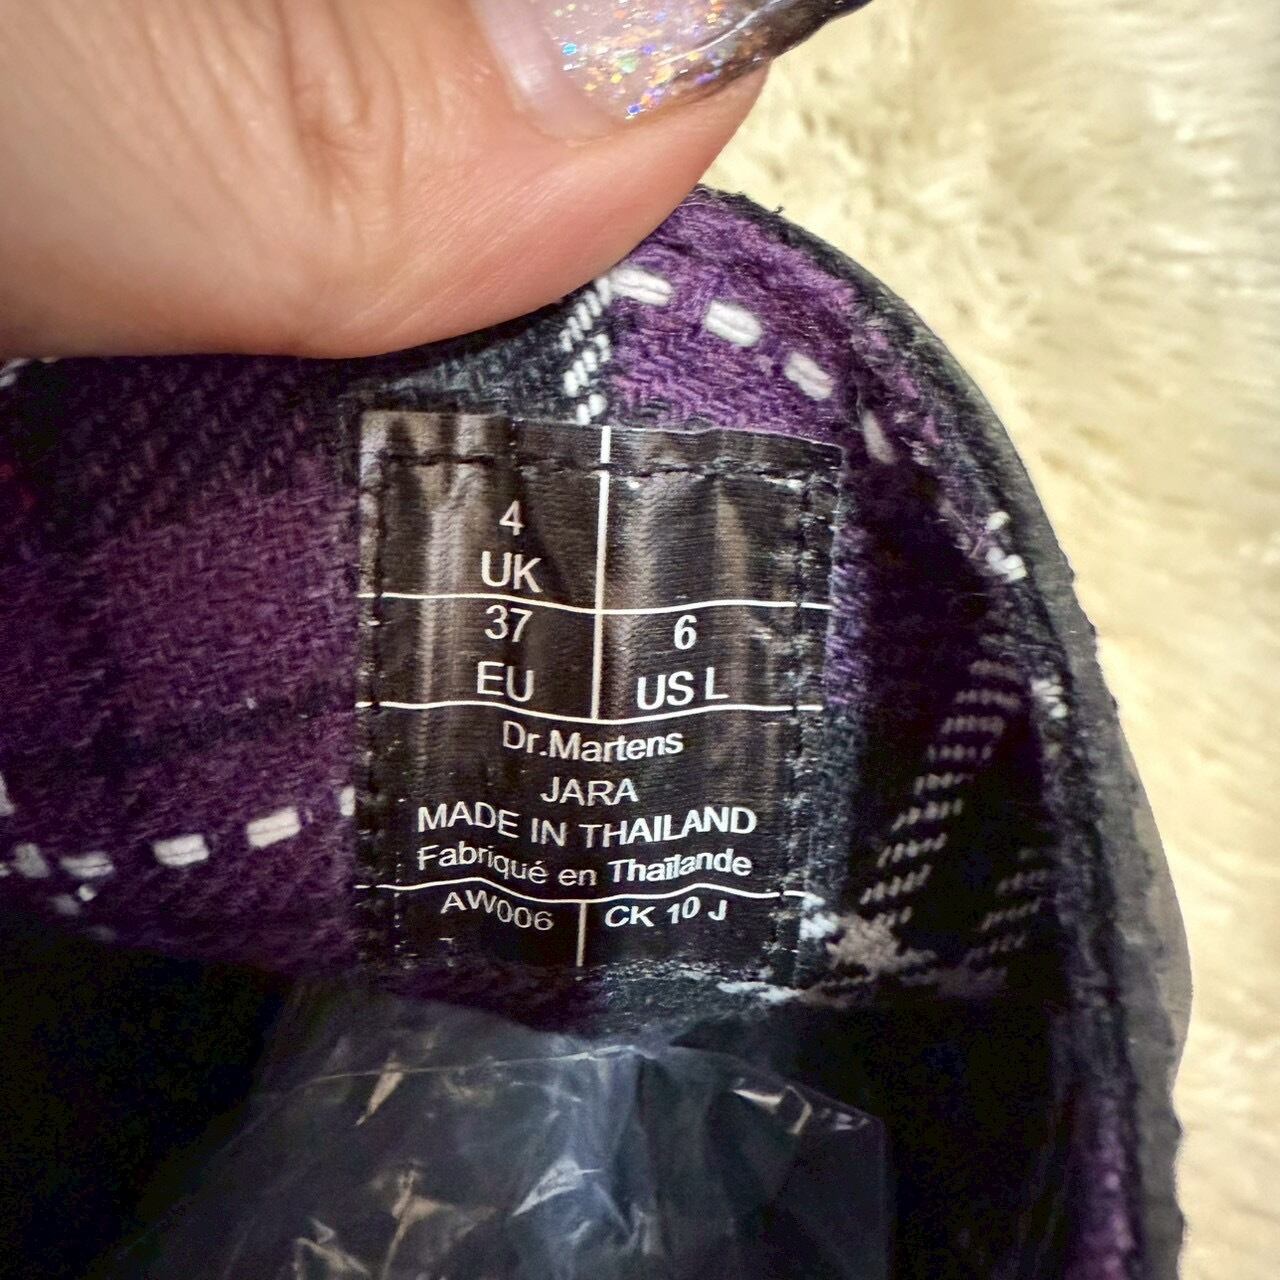 4
UK
37
EU
6
US L
Dr.Martens
JARA
MADE IN THAILAND
Fabriqué en Thaïlande
AW006
CK 10 J